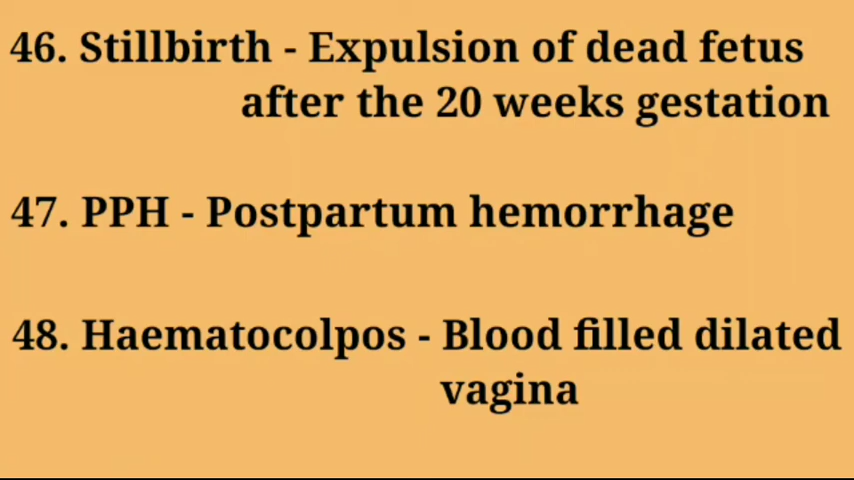 46. Stillbirth - Expulsion of dead fetus
after the 20 weeks gestation
47. PPH - Postpartum hemorrhage
48. Haematocolpos - Blood filled dilated
vagina